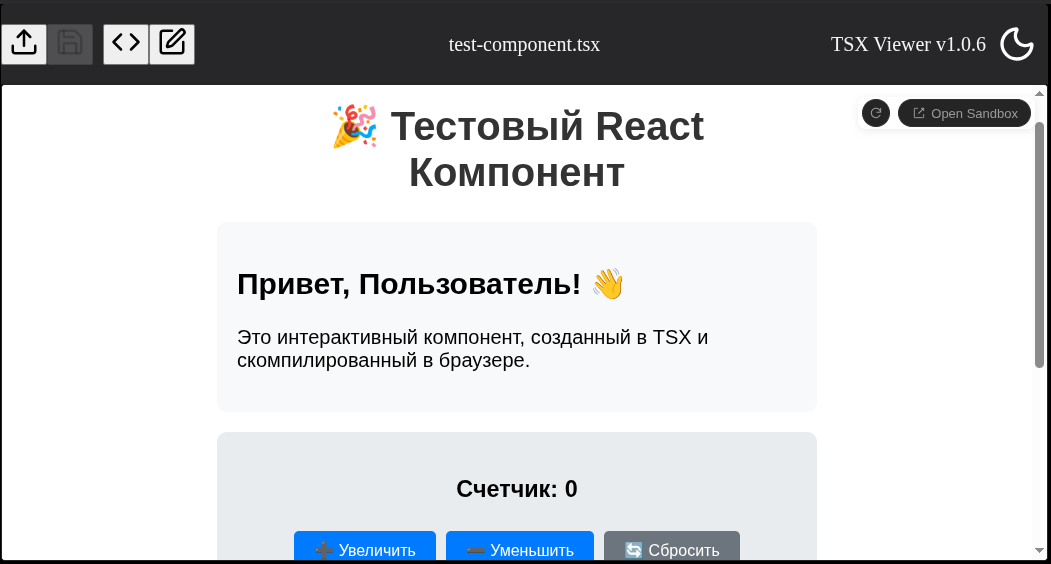 test-component.tsx
TSX Viewer v1.0.6
Open Sandbox
🎉 Тестовый React
Компонент
Привет, Пользователь! 👋
Это интерактивный компонент, созданный в TSX и
скомпилированный в браузере.
Счетчик: 0
➕ Увеличить
➖ Уменьшить
🔄 Сбросить